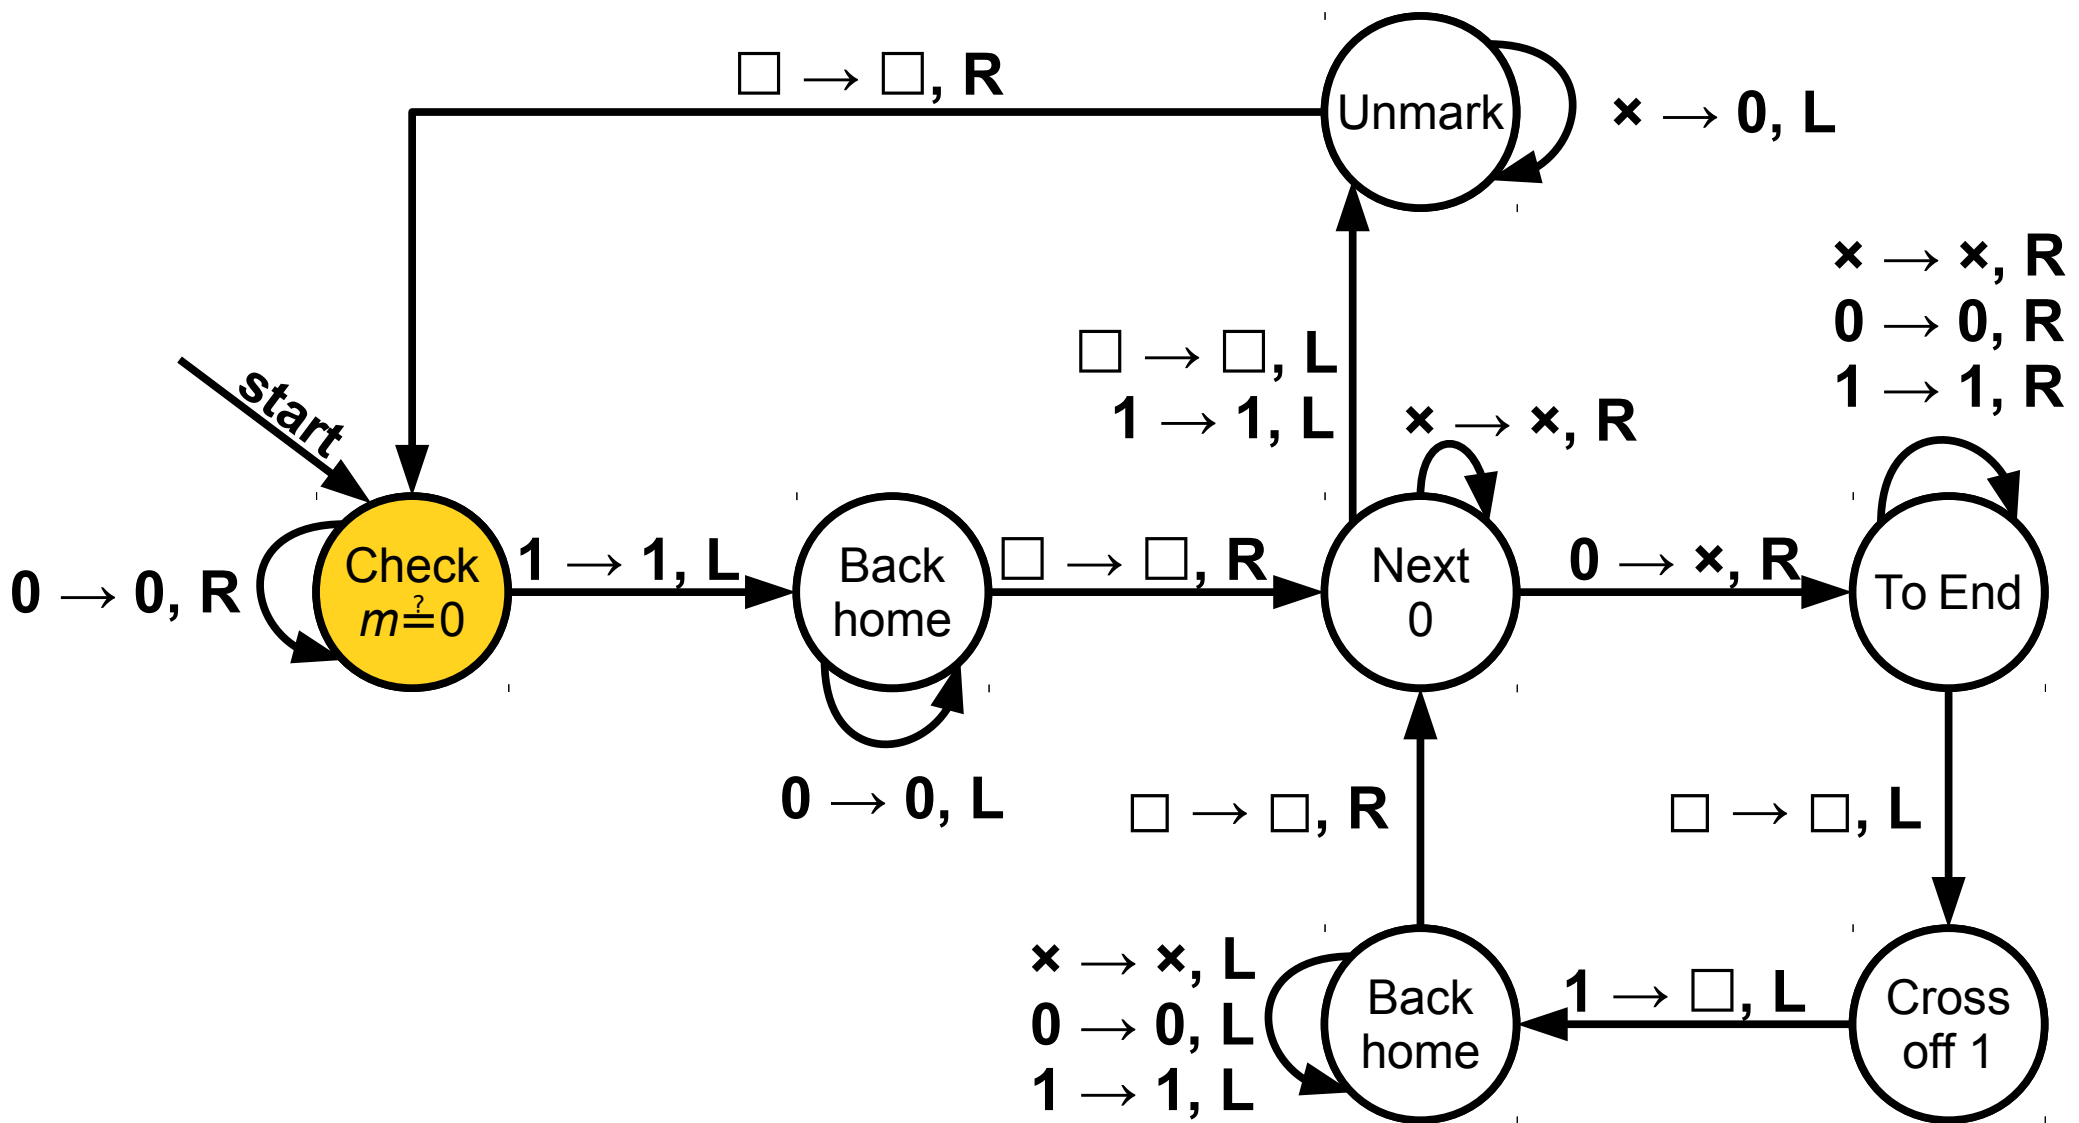 □ → □, R
Unmark
× → 0, L
× → ×, R
0 → 0, R
1 → 1, R
□ → □, L
1 → 1, L
× → ×, R
start
0 → 0, R
Check
m≟0
1 → 1, L
Back
home
□ → □, R
Next
0
0 → ×, R
To End
0 → 0, L
□ → □, R
□ → □, L
× → ×, L
0 → 0, L
1 → 1, L
Back
home
1 → □, L
Cross
off 1